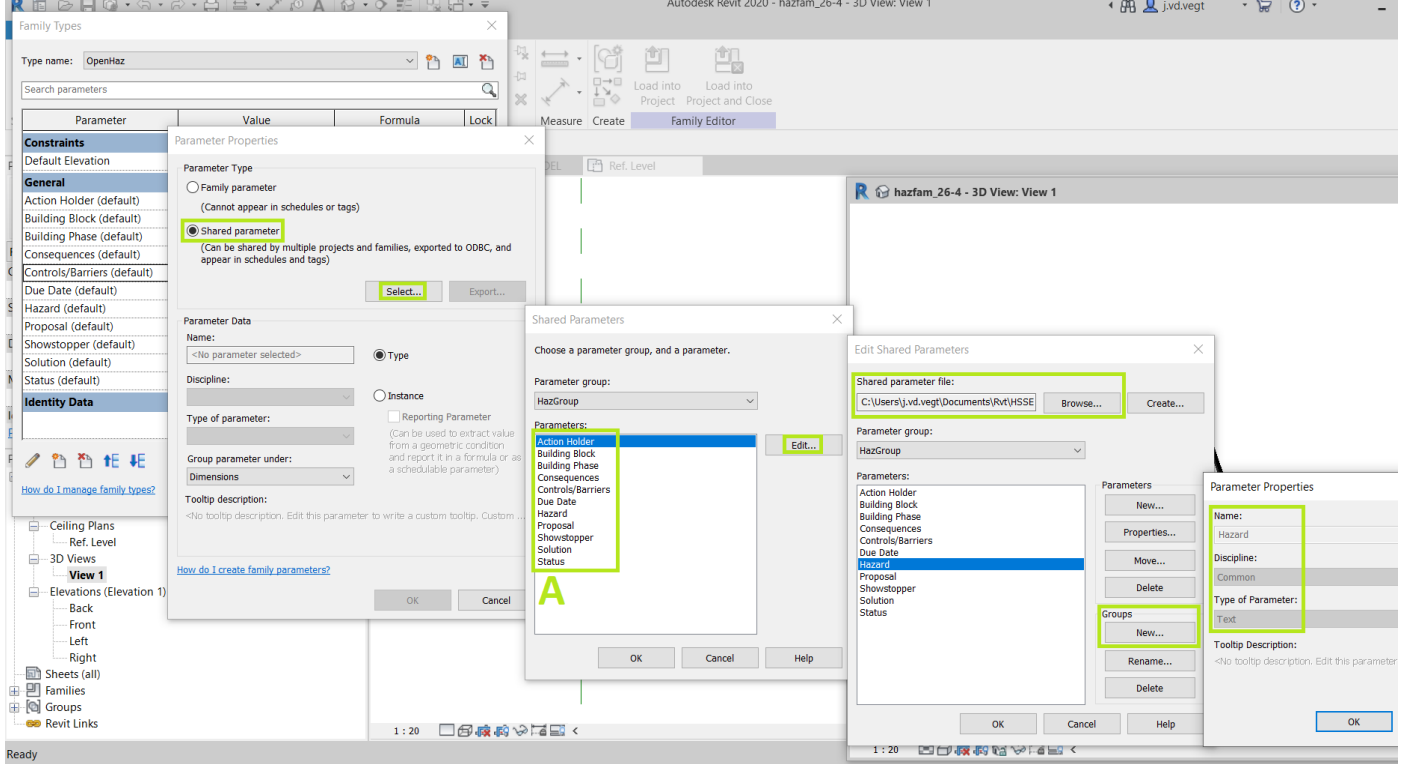 Autodesk Revit 2020 - hazfam_26-4 - 3D View: View 1
j.vd.vegt
Family Types
Type name: OpenHaz
Search parameters
Parameter Value Formula Lock
Constraints
Default Elevation
General
Action Holder (default)
Building Block (default)
Building Phase (default)
Consequences (default)
Controls/Barriers (default)
Due Date (default)
Hazard (default)
Proposal (default)
Showstopper (default)
Solution (default)
Status (default)
Identity Data
How do I manage family types?
Load into Project
Load into Project and Close
Measure Create Family Editor
Ref. Level
Parameter Properties
Parameter Type
Family parameter
(Cannot appear in schedules or tags)
Shared parameter
(Can be shared by multiple projects and families, exported to ODBC, and
appear in schedules and tags)
Select... Export...
Parameter Data
Name:
<No parameter selected>
Type
Discipline:
Instance
Reporting Parameter
(Can be used to extract value
from a geometric condition
and report it in a formula or as
a schedulable parameter)
Type of parameter:
Group parameter under:
Dimensions
Tooltip description:
<No tooltip description. Edit this parameter to write a custom tooltip. Custom ...
How do I create family parameters?
OK Cancel
Ceiling Plans
Ref. Level
3D Views
View 1
Elevations (Elevation 1)
Back
Front
Left
Right
Sheets (all)
Families
Groups
Revit Links
Ready
1 : 20
hazfam_26-4 - 3D View: View 1
Shared Parameters
Choose a parameter group, and a parameter.
Parameter group:
HazGroup
Parameters:
Action Holder
Building Block
Building Phase
Consequences
Controls/Barriers
Due Date
Hazard
Proposal
Showstopper
Solution
Status
A
Edit...
OK Cancel Help
Edit Shared Parameters
Shared parameter file:
C:\Users\j.vd.vegt\Documents\Rvt\HSSE Browse... Create...
Parameter group:
HazGroup
Parameters:
Action Holder
Building Block
Building Phase
Consequences
Controls/Barriers
Due Date
Hazard
Proposal
Showstopper
Solution
Status
Parameters
New...
Properties...
Move...
Delete
Groups
New...
Rename...
Delete
OK Cancel Help
1 : 20
Parameter Properties
Name:
Hazard
Discipline:
Common
Type of Parameter:
Text
Tooltip Description:
<No tooltip description. Edit this parameter
OK